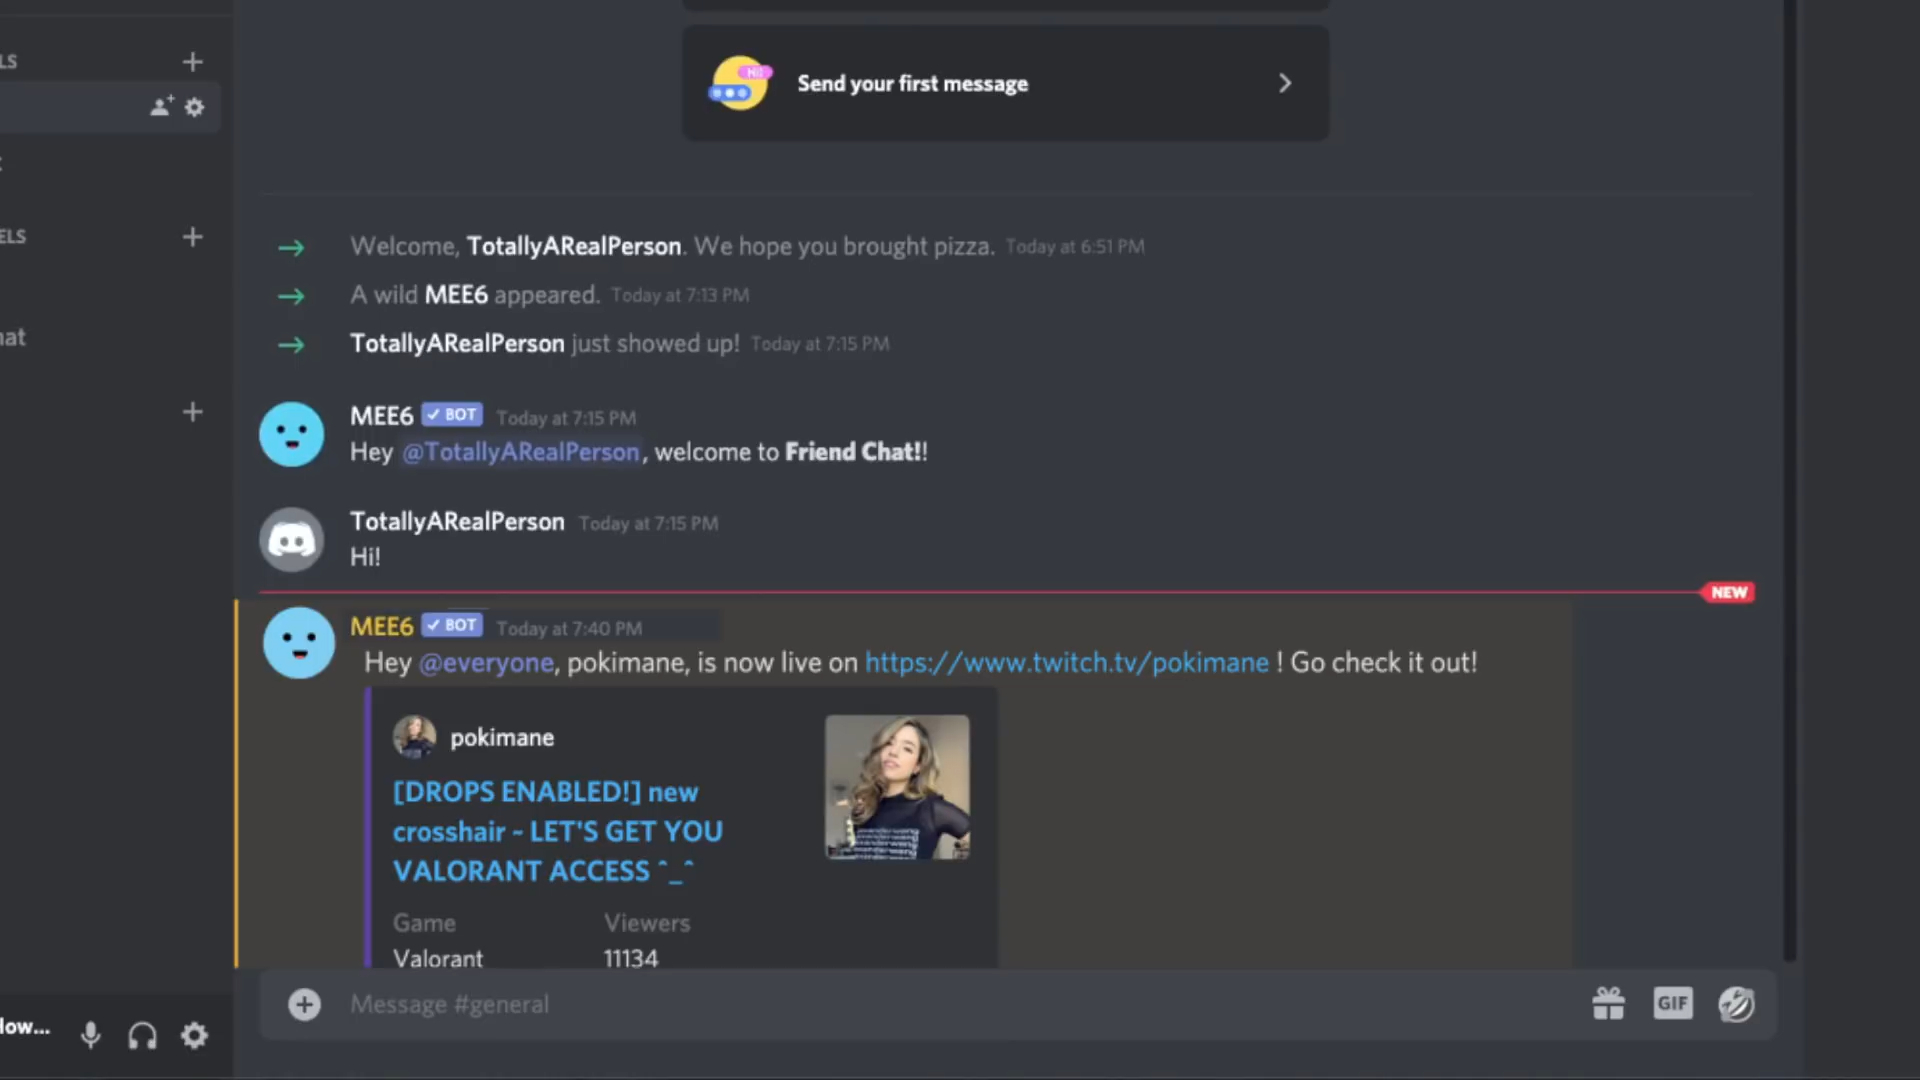 LS
Send your first message
Welcome, TotallyARealPerson. We hope you brought pizza. Today at 6:51 PM
ELS
A wild MEE6 appeared. Today at 7:13 PM
hat
TotallyARealPerson just showed up! Today at 7:15 PM
MEE6 ✓ BOT Today at 7:15 PM
Hey @TotallyARealPerson, welcome to Friend Chat!!
TotallyARealPerson Today at 7:15 PM
Hi!
NEW
MEE6 ✓ BOT Today at 7:40 PM
Hey @everyone, pokimane, is now live on https://www.twitch.tv/pokimane ! Go check it out!
pokimane
[DROPS ENABLED!] new
crosshair ~ LET'S GET YOU
VALORANT ACCESS ^_^
Game Viewers
Valorant 11134
Message #general
GIF